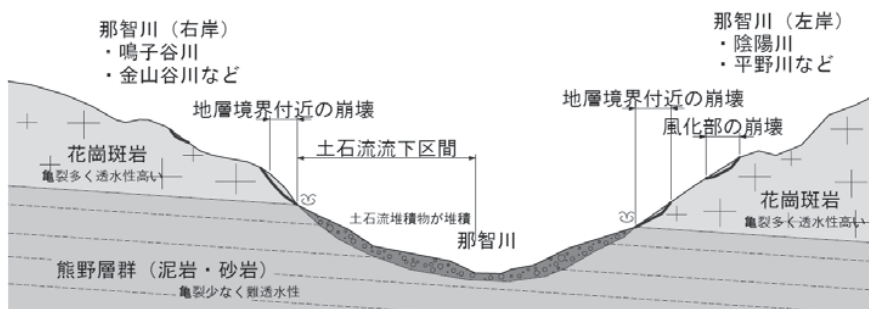 那智川（右岸）
・鳴子谷川
・金山谷川など
那智川（左岸）
・陰陽川
・平野川など
地層境界付近の崩壊
地層境界付近の崩壊
風化部の崩壊
土石流流下区間
花崗斑岩
亀裂多く透水性高い
花崗斑岩
亀裂多く透水性高い
土石流堆積物が堆積
那智川
熊野層群（泥岩・砂岩）
亀裂少なく難透水性